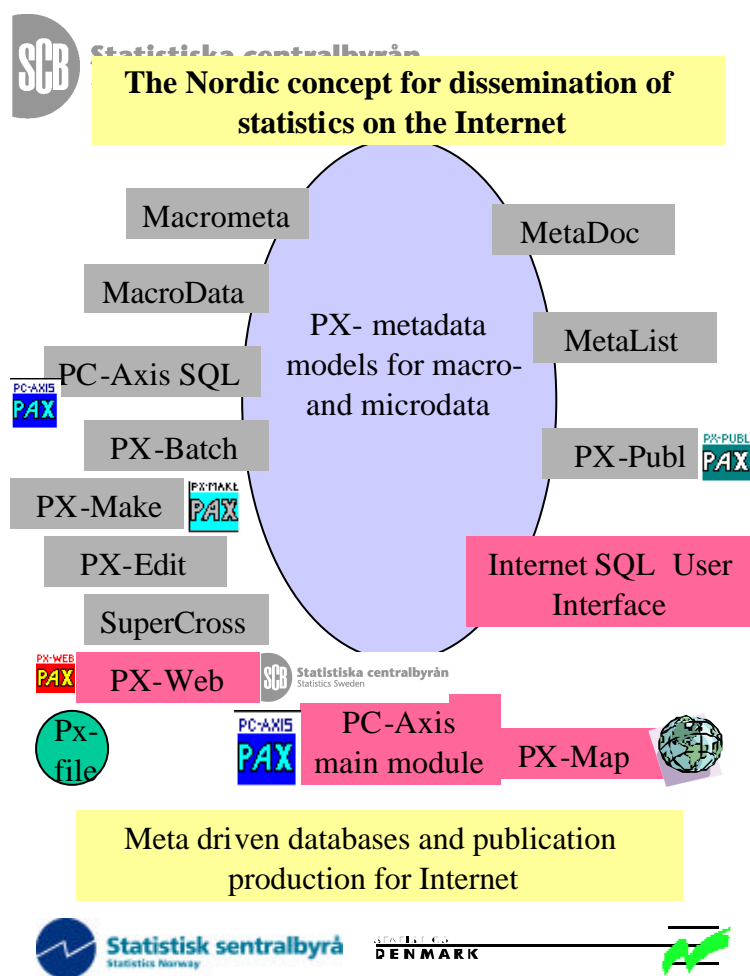 SCB Statistiska centralbyrån
The Nordic concept for dissemination of
statistics on the Internet
Macrometa
MetaDoc
MacroData
PX- metadata
models for macro-
and microdata
MetaList
PC-Axis SQL
PC-AXIS
PAX
PX-Batch
PX-Publ
PX-PUBL
PAX
PX-Make
PX-MAKE
PAX
PX-Edit
Internet SQL User
Interface
SuperCross
PX-WEB
PAX
PX-Web
SCB Statistiska centralbyrån
Statistics Sweden
Px-
file
PC-AXIS
PAX
PC-Axis
main module
PX-Map
Meta driven databases and publication
production for Internet
Statistisk sentralbyrå
Statistics Norway
DENMARK